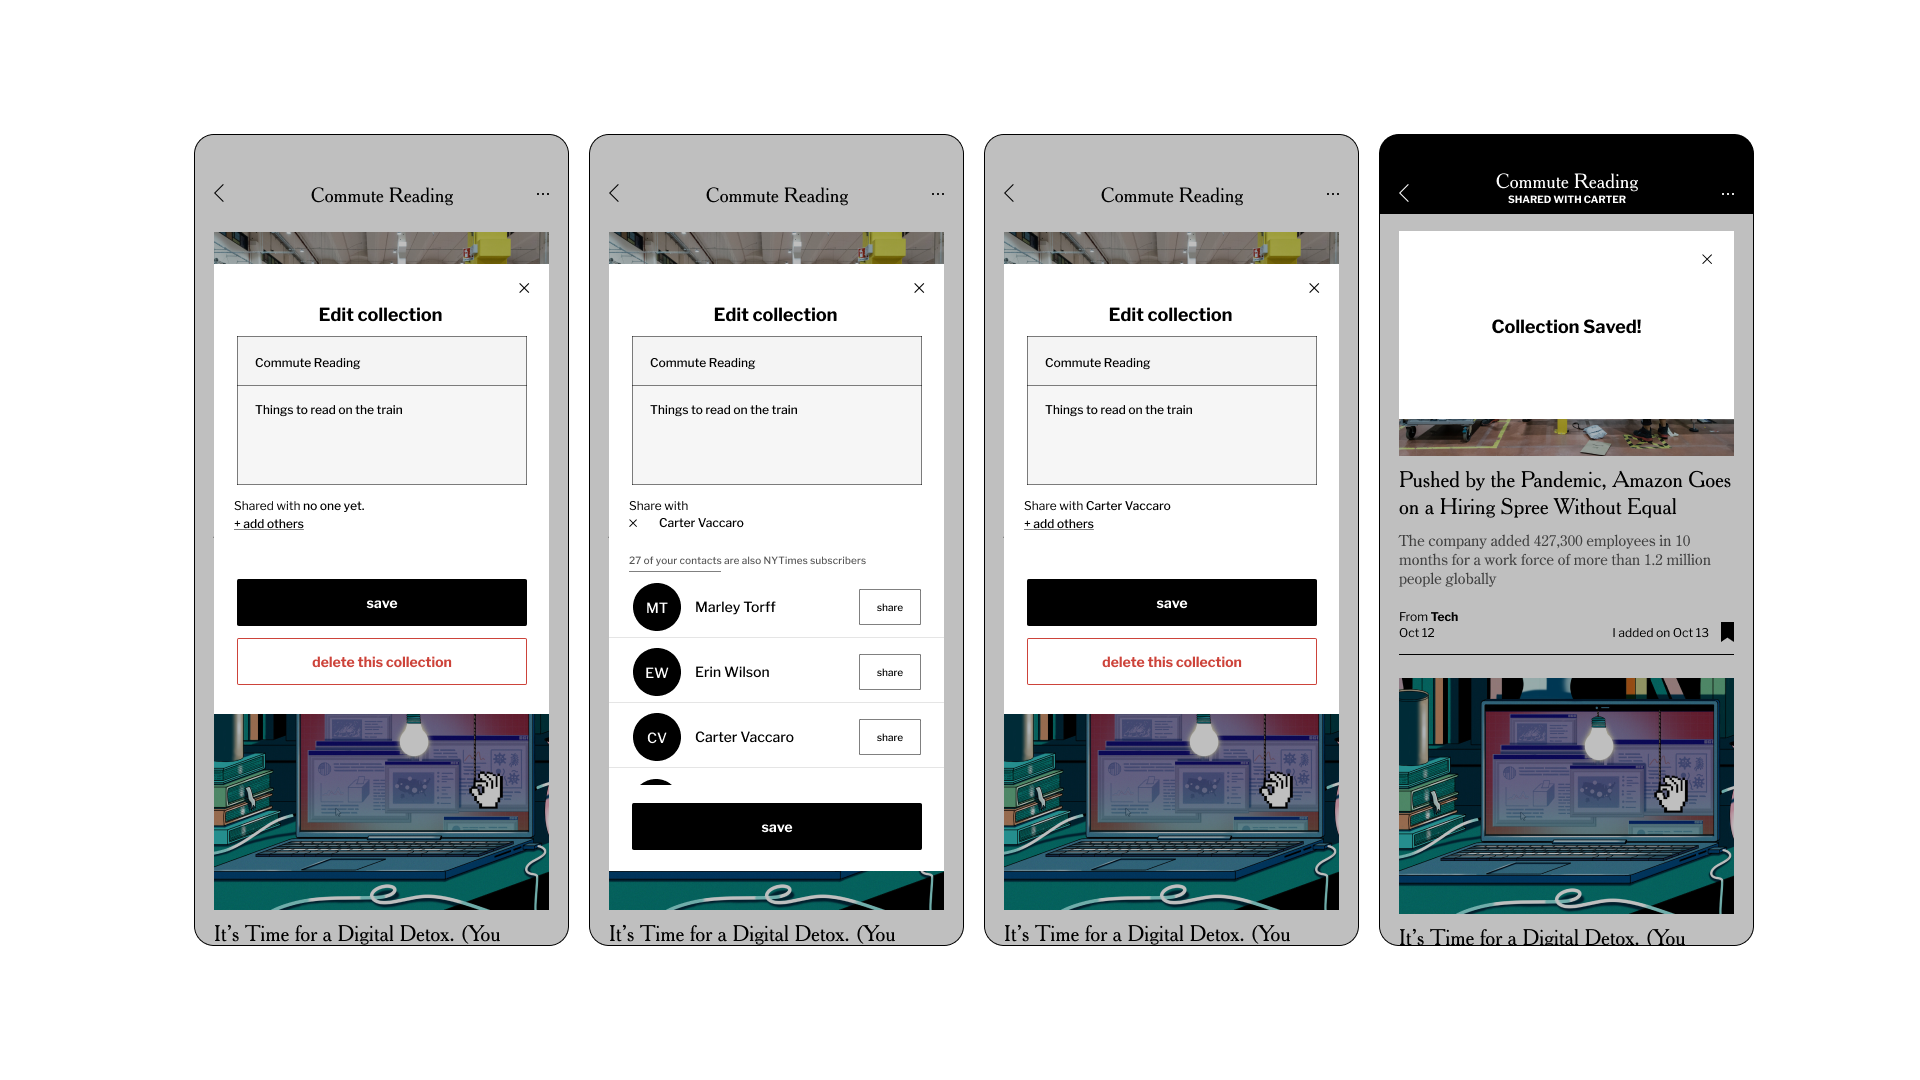 Commute Reading
...
Edit collection
Commute Reading
Things to read on the train
Shared with no one yet.
+ add others
save
delete this collection
It's Time for a Digital Detox. (You
Commute Reading
...
Edit collection
Commute Reading
Things to read on the train
Share with
Carter Vaccaro
27 of your contacts are also NYTimes subscribers
MT Marley Torff share
EW Erin Wilson share
CV Carter Vaccaro share
save
It's Time for a Digital Detox. (You
Commute Reading
...
Edit collection
Commute Reading
Things to read on the train
Share with Carter Vaccaro
+ add others
save
delete this collection
It's Time for a Digital Detox. (You
Commute Reading
SHARED WITH CARTER
...
Collection Saved!
Pushed by the Pandemic, Amazon Goes
on a Hiring Spree Without Equal
The company added 427,300 employees in 10
months for a work force of more than 1.2 million
people globally
From Tech
Oct 12 I added on Oct 13
It's Time for a Digital Detox. (You